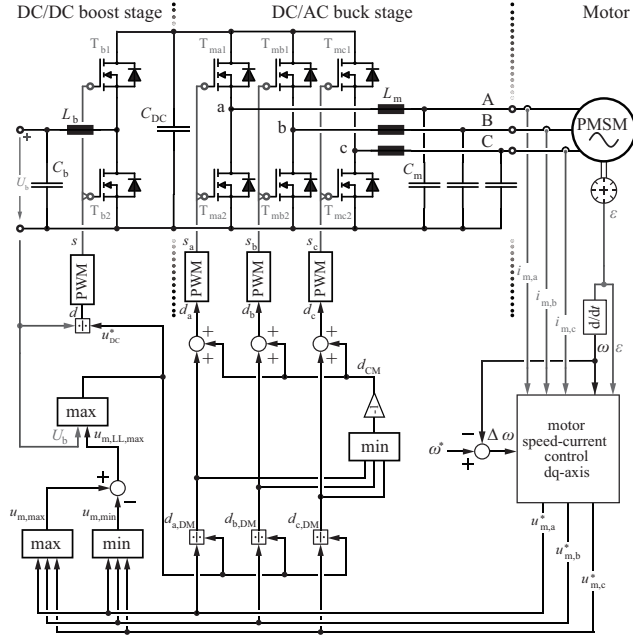 DC/DC boost stage
DC/AC buck stage
Motor
T_b1
T_ma1
T_mb1
T_mc1
L_b
C_DC
a
L_m
A
b
B
c
C
PMSM
+
U_b
C_b
C_m
T_b2
T_ma2
T_mb2
T_mc2
ε
s
s_a
s_b
s_c
i_m,a
i_m,b
i_m,c
PWM
PWM
PWM
PWM
d/dt
d
d_a
d_b
d_c
u*_DC
+
+
+
+
+
+
ω
ε
d_CM
max
U_b
u_m,LL,max
min
−
ω*
+
Δ ω
motor
speed-current
control
dq-axis
+
−
u_m,max
u_m,min
d_a,DM
d_b,DM
d_c,DM
u*_m,a
max
min
u*_m,b
u*_m,c